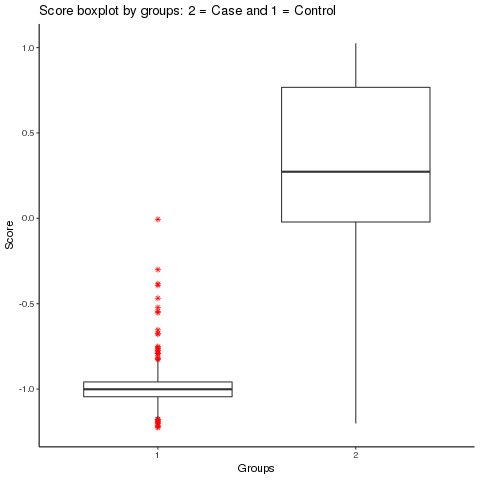 Score boxplot by groups: 2 = Case and 1 = Control
1.0
0.5
0.0
-0.5
-1.0
Score
1
2
Groups